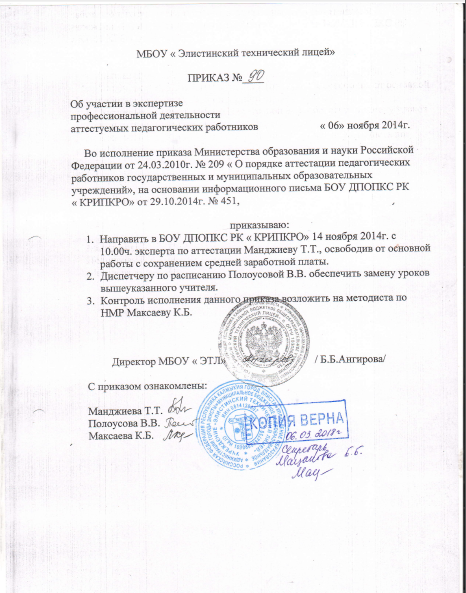 МБОУ « Элистинский технический лицей»
ПРИКАЗ № 90
Об участии в экспертизе
профессиональной деятельности
аттестуемых педагогических работников « 06» ноября 2014г.
Во исполнение приказа Министерства образования и науки Российской
Федерации от 24.03.2010г. № 209 « О порядке аттестации педагогических
работников государственных и муниципальных образовательных
учреждений», на основании информационного письма БОУ ДПОПКС РК
« КРИПКРО» от 29.10.2014г. № 451,
приказываю:
1. Направить в БОУ ДПОПКС РК « КРИПКРО» 14 ноября 2014г. с
10.00ч. эксперта по аттестации Манджиеву Т.Т., освободив от основной
работы с сохранением средней заработной платы.
2. Диспетчеру по расписанию Полоусовой В.В. обеспечить замену уроков
вышеуказанного учителя.
3. Контроль исполнения данного приказа возложить на методиста по
НМР Максаеву К.Б.
Директор МБОУ « ЭТЛ» / Б.Б.Ангирова/
С приказом ознакомлены:
Манджиева Т.Т.
Полоусова В.В.
Максаева К.Б.
КОПИЯ ВЕРНА
06.03.2018г
Секретарь
Б.Б.